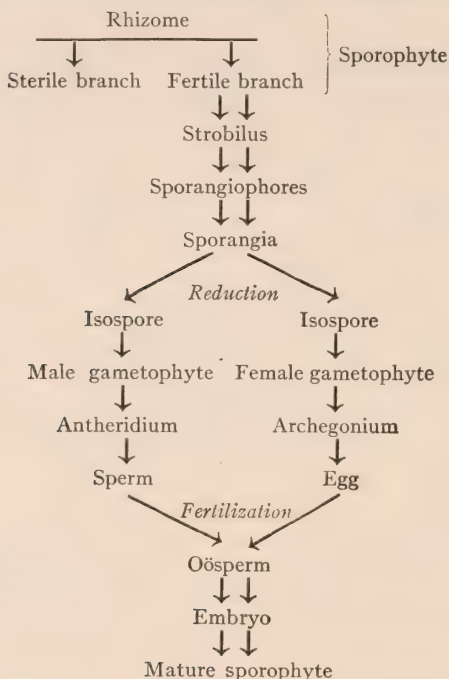 Rhizome
Sporophyte
Sterile branch Fertile branch
Strobilus
Sporangiophores
Sporangia
Reduction
Isospore Isospore
Male gametophyte Female gametophyte
Antheridium Archegonium
Sperm Egg
Fertilization
Oösperm
Embryo
Mature sporophyte